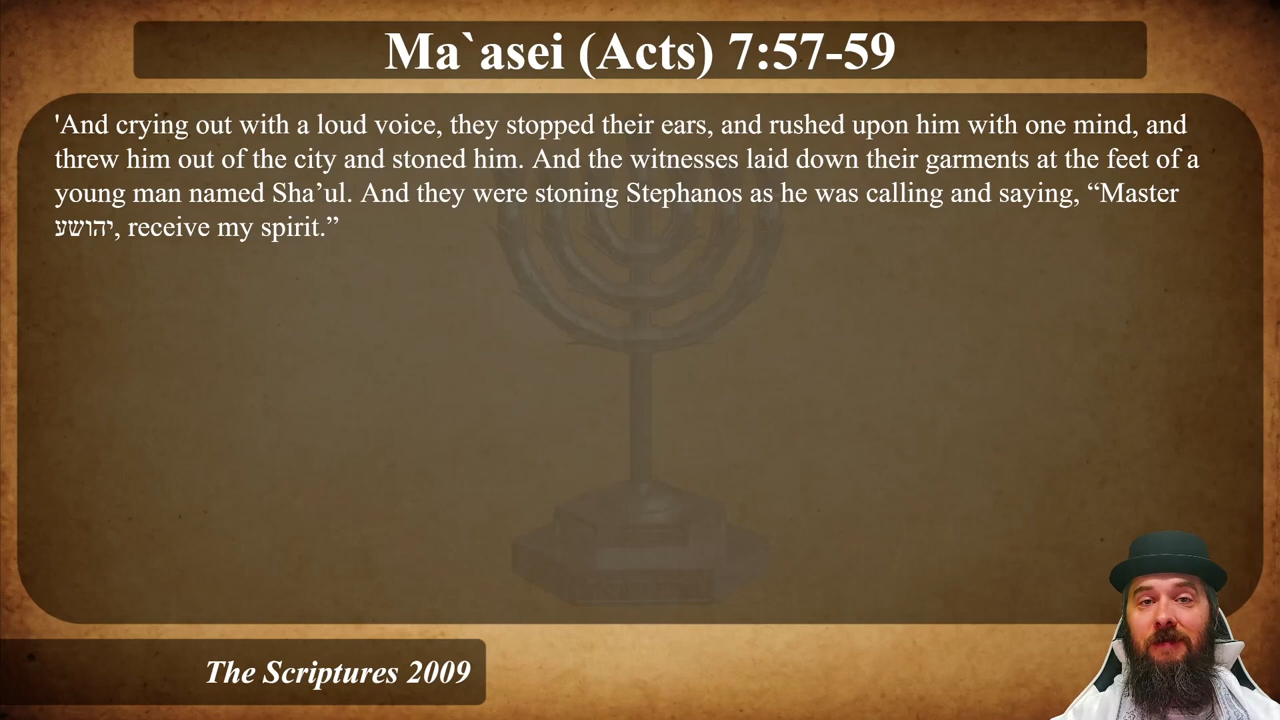 Ma`asei (Acts) 7:57-59
'And crying out with a loud voice, they stopped their ears, and rushed upon him with one mind, and
threw him out of the city and stoned him. And the witnesses laid down their garments at the feet of a
young man named Sha’ul. And they were stoning Stephanos as he was calling and saying, “Master
יהושע, receive my spirit.”
The Scriptures 2009